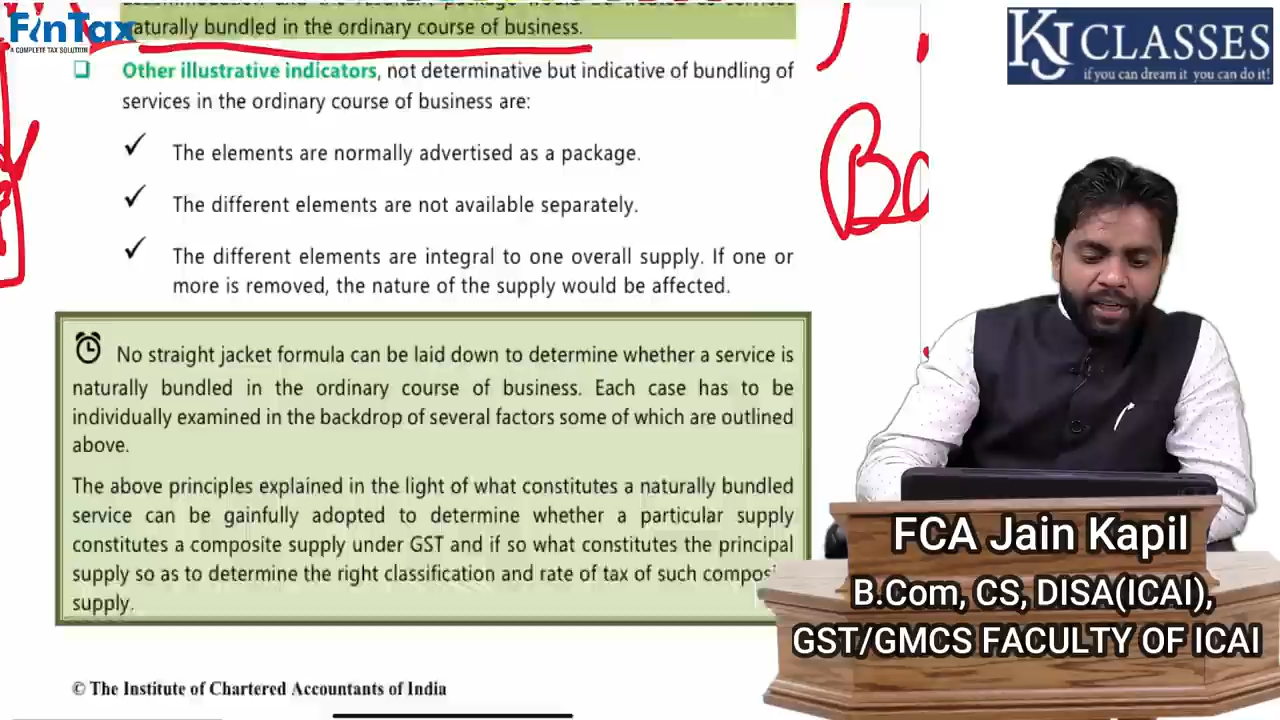 FinTax
A COMPLETE TAX SOLUTION
naturally bundled in the ordinary course of business.
Other illustrative indicators, not determinative but indicative of bundling of
services in the ordinary course of business are:
The elements are normally advertised as a package.
The different elements are not available separately.
The different elements are integral to one overall supply. If one or
more is removed, the nature of the supply would be affected.
No straight jacket formula can be laid down to determine whether a service is
naturally bundled in the ordinary course of business. Each case has to be
individually examined in the backdrop of several factors some of which are outlined
above.
The above principles explained in the light of what constitutes a naturally bundled
service can be gainfully adopted to determine whether a particular supply
constitutes a composite supply under GST and if so what constitutes the principal
supply so as to determine the right classification and rate of tax of such composi
supply.
© The Institute of Chartered Accountants of India
KJ CLASSES
if you can dream it you can do it!
FCA Jain Kapil
B.Com, CS, DISA(ICAI),
GST/GMCS FACULTY OF ICAI